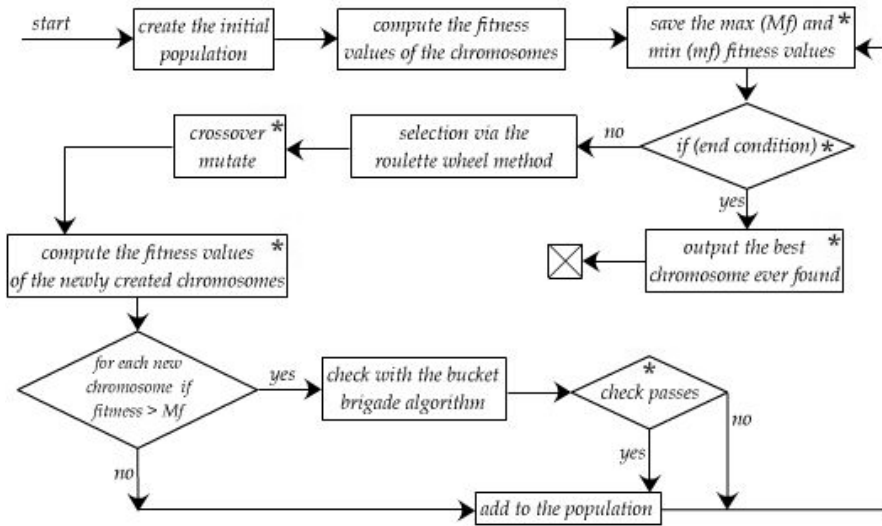 start
create the initial
population
compute the fitness
values of the chromosomes
save the max (Mf) and *
min (mf) fitness values
if (end condition) *
no
selection via the
roulette wheel method
crossover *
mutate
yes
output the best *
chromosome ever found
compute the fitness values *
of the newly created chromosomes
for each new
chromosome if
fitness > Mf
yes
check with the bucket
brigade algorithm
*
check passes
no
yes
no
add to the population